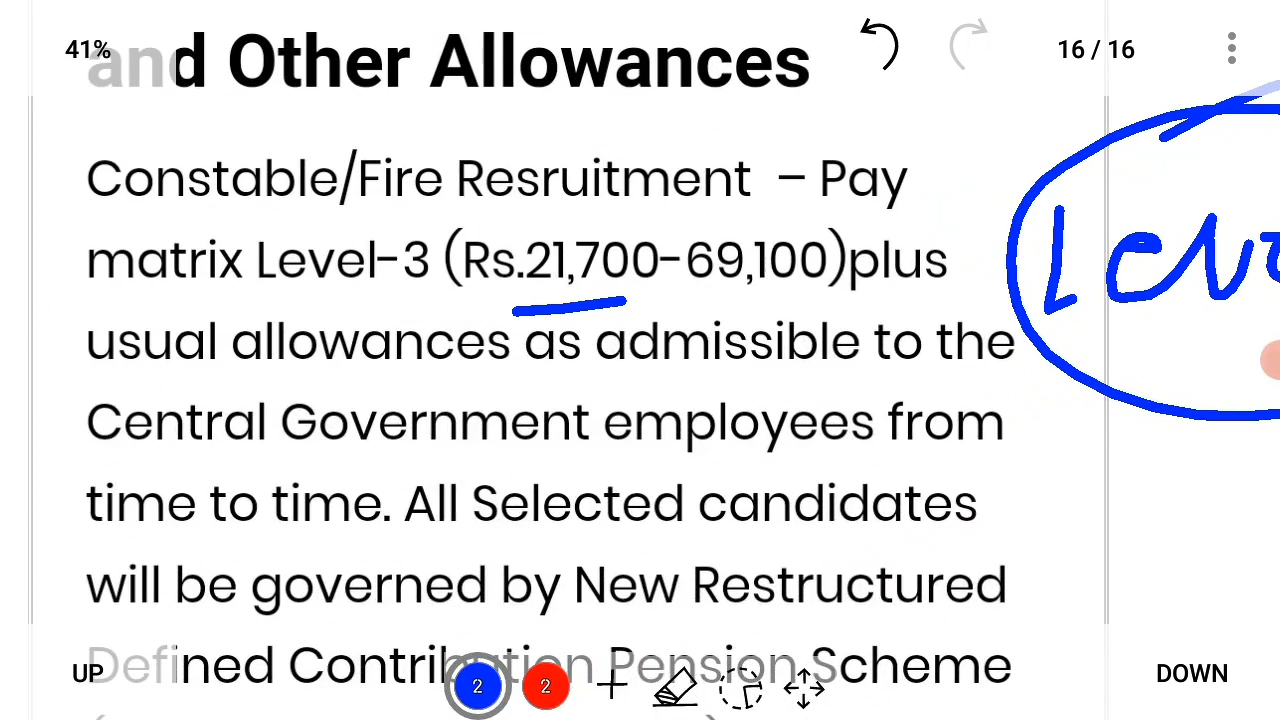 41%
and Other Allowances
16 / 16
Constable/Fire Resruitment – Pay
matrix Level-3 (Rs.21,700-69,100)plus
usual allowances as admissible to the
Central Government employees from
time to time. All Selected candidates
will be governed by New Restructured
UP
Defined Contribution Pension Scheme
2
2
DOWN